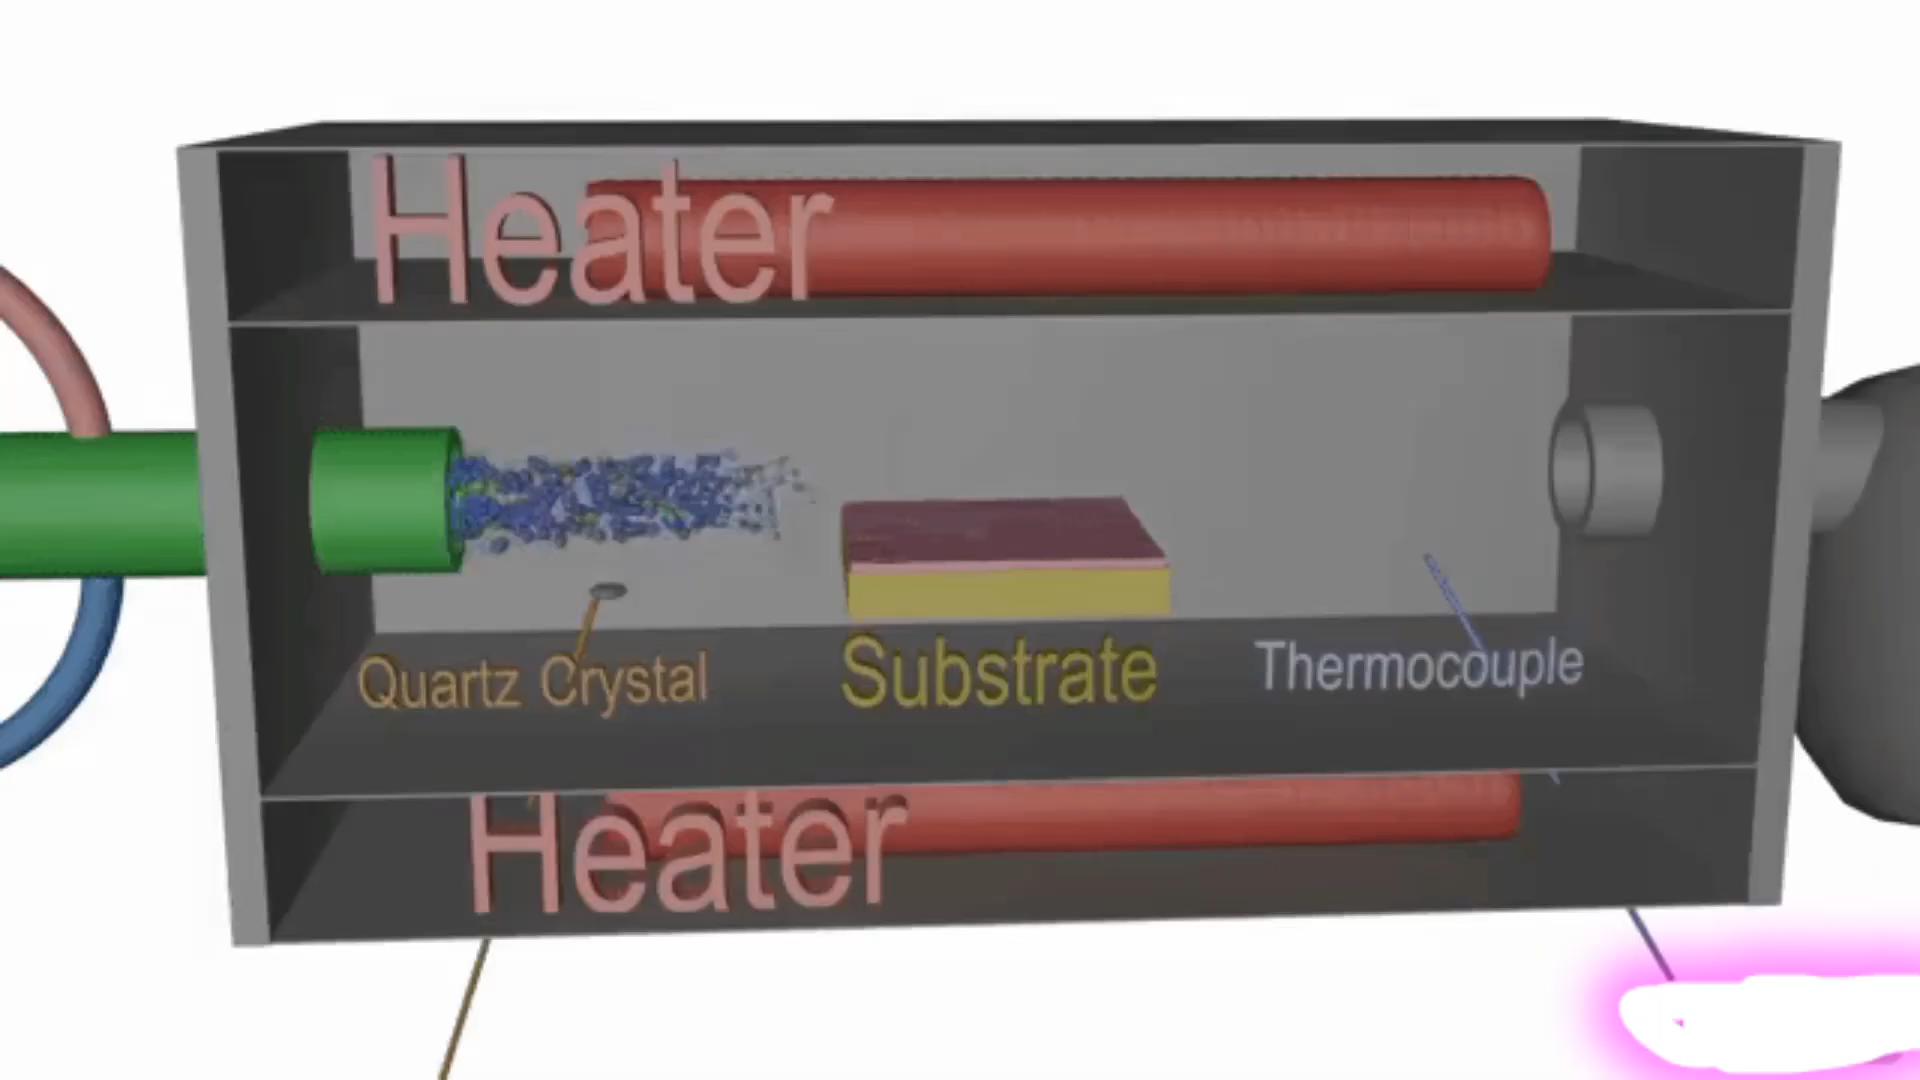 Heater
Quartz Crystal
Substrate
Thermocouple
Heater